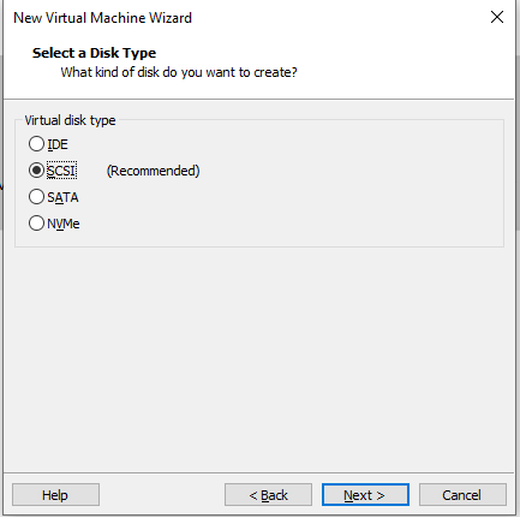 New Virtual Machine Wizard
Select a Disk Type
What kind of disk do you want to create?
Virtual disk type
IDE
SCSI (Recommended)
SATA
NVMe
Help < Back Next > Cancel